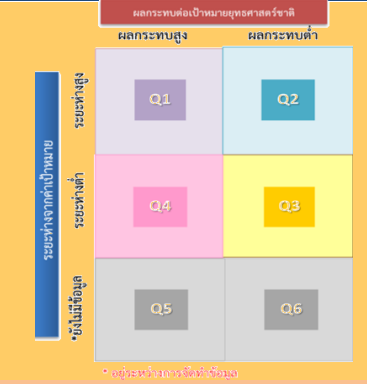 ผลกระทบต่อเป้าหมายยุทธศาสตร์ชาติ
ผลกระทบสูง ผลกระทบต่ำ
ระยะห่างจากค่าเป้าหมาย
ระยะห่างสูง
Q1 Q2
ระยะห่างต่ำ
Q4 Q3
*ยังไม่มีข้อมูล
Q5 Q6
* อยู่ระหว่างการจัดทำข้อมูล